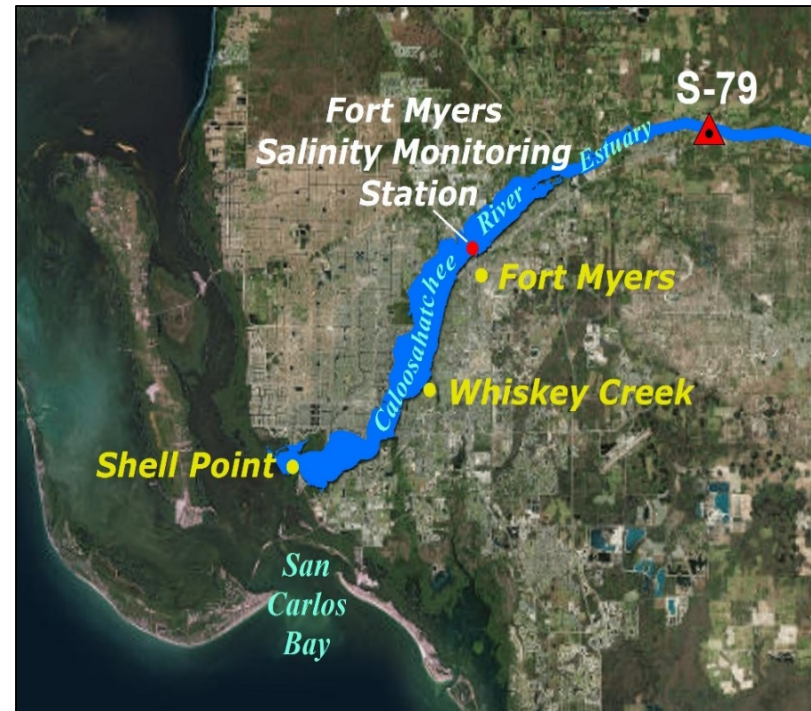 S-79
Fort Myers
Salinity Monitoring
Station
Caloosahatchee River Estuary
Fort Myers
Whiskey Creek
Shell Point
San
Carlos
Bay